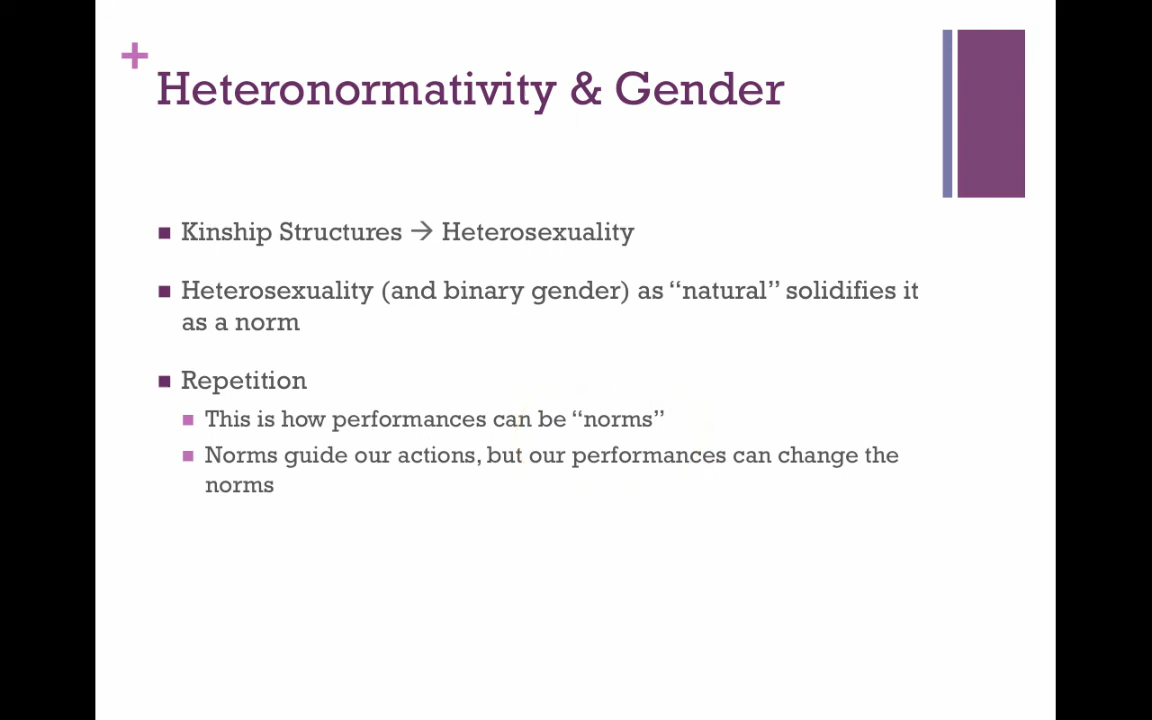 +
Heteronormativity & Gender
■ Kinship Structures → Heterosexuality
■ Heterosexuality (and binary gender) as “natural” solidifies it
as a norm
■ Repetition
■ This is how performances can be “norms”
■ Norms guide our actions, but our performances can change the
norms